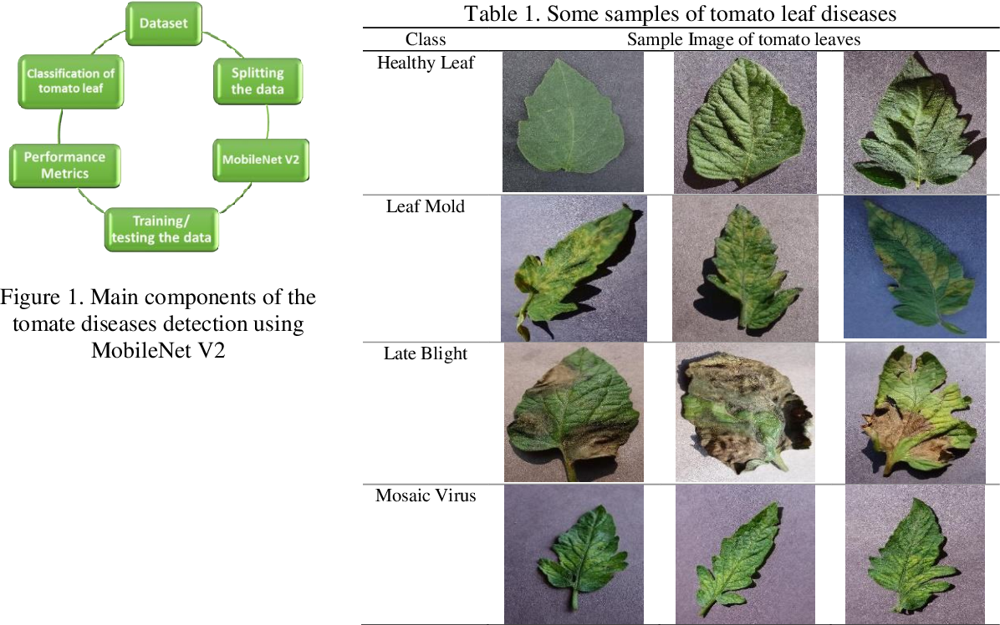 Dataset
Splitting
the data
MobileNet V2
Training/
testing the data
Performance
Metrics
Classification of
tomato leaf
Figure 1. Main components of the
tomate diseases detection using
MobileNet V2
Table 1. Some samples of tomato leaf diseases
Class Sample Image of tomato leaves
Healthy Leaf
Leaf Mold
Late Blight
Mosaic Virus